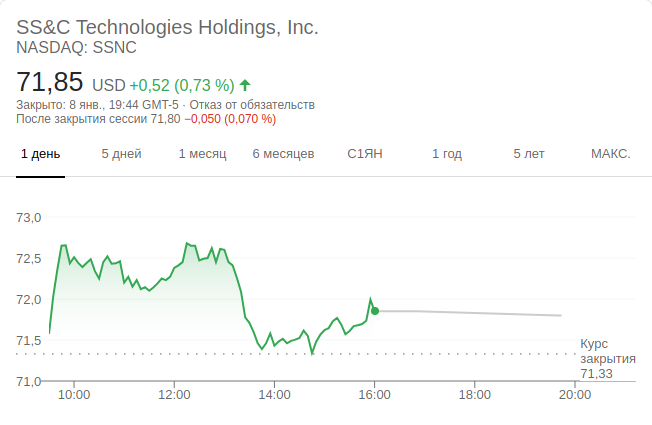 SS&C Technologies Holdings, Inc.
NASDAQ: SSNC
71,85 USD +0,52 (0,73 %)
Закрыто: 8 янв., 19:44 GMT-5 · Отказ от обязательств
После закрытия сессии 71,80 −0,050 (0,070 %)
1 день 5 дней 1 месяц 6 месяцев С1ЯН 1 год 5 лет МАКС.
73,0
72,5
72,0
71,5
71,0
Курс
закрытия
71,33
10:00 12:00 14:00 16:00 18:00 20:00